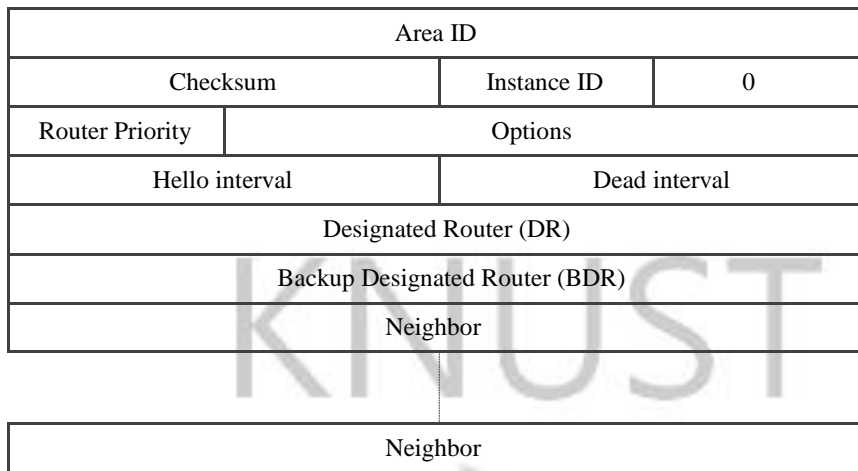 Area ID
Checksum Instance ID 0
Router Priority Options
Hello interval Dead interval
Designated Router (DR)
Backup Designated Router (BDR)
Neighbor
KNUST
Neighbor